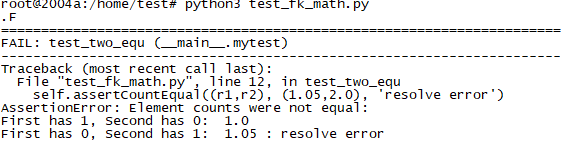 root@2004a:/home/test# python3 test_fk_math.py
.F
======================================================================
FAIL: test_two_equ (__main__.mytest)
----------------------------------------------------------------------
Traceback (most recent call last):
  File "test_fk_math.py", line 12, in test_two_equ
    self.assertCountEqual((r1,r2), (1.05,2.0), 'resolve error')
AssertionError: Element counts were not equal:
First has 1, Second has 0:  1.0
First has 0, Second has 1:  1.05 : resolve error